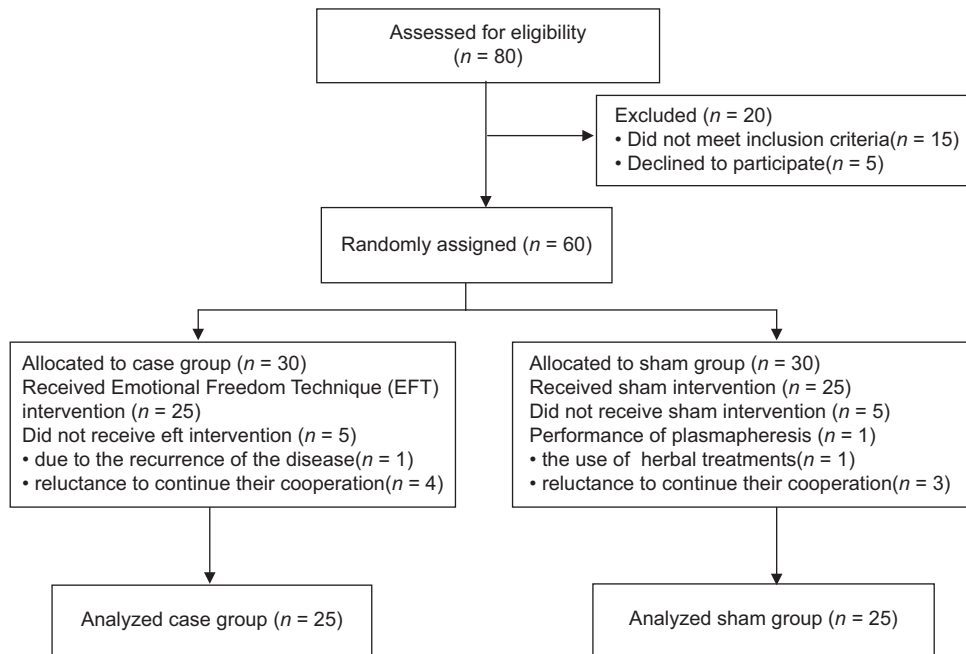 Assessed for eligibility
(n = 80)
Excluded (n = 20)
• Did not meet inclusion criteria(n = 15)
• Declined to participate(n = 5)
Randomly assigned (n = 60)
Allocated to case group (n = 30)
Received Emotional Freedom Technique (EFT)
intervention (n = 25)
Did not receive eft intervention (n = 5)
• due to the recurrence of the disease(n = 1)
• reluctance to continue their cooperation(n = 4)
Allocated to sham group (n = 30)
Received sham intervention (n = 25)
Did not receive sham intervention (n = 5)
Performance of plasmapheresis (n = 1)
• the use of herbal treatments(n = 1)
• reluctance to continue their cooperation(n = 3)
Analyzed case group (n = 25)
Analyzed sham group (n = 25)